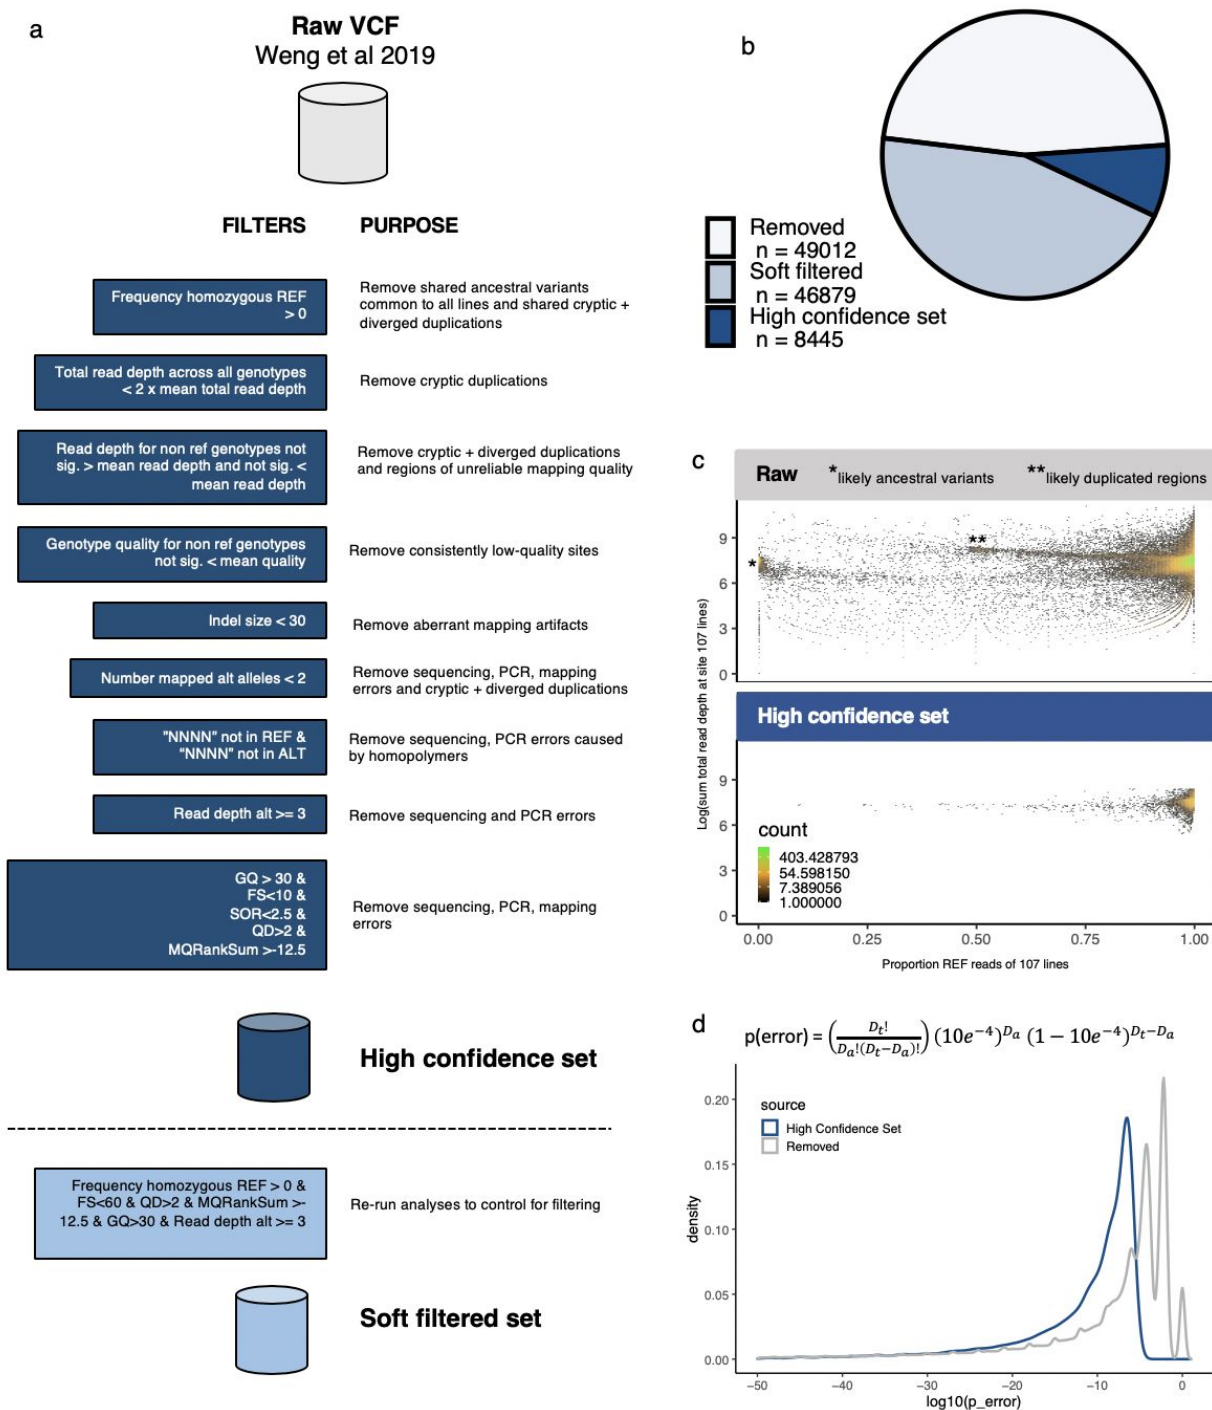 a
Raw VCF
Weng et al 2019
FILTERS
PURPOSE
Frequency homozygous REF
> 0
Remove shared ancestral variants
common to all lines and shared cryptic +
diverged duplications
Total read depth across all genotypes
< 2 x mean total read depth
Remove cryptic duplications
Read depth for non ref genotypes not
sig. > mean read depth and not sig. <
mean read depth
Remove cryptic + diverged duplications
and regions of unreliable mapping quality
Genotype quality for non ref genotypes
not sig. < mean quality
Remove consistently low-quality sites
Indel size < 30
Remove aberrant mapping artifacts
Number mapped alt alleles < 2
Remove sequencing, PCR, mapping
errors and cryptic + diverged duplications
"NNNN" not in REF &
"NNNN" not in ALT
Remove sequencing, PCR errors caused
by homopolymers
Read depth alt >= 3
Remove sequencing and PCR errors
GQ > 30 &
FS<10 &
SOR<2.5 &
QD>2 &
MQRankSum >-12.5
Remove sequencing, PCR, mapping
errors
High confidence set
Frequency homozygous REF > 0 &
FS<60 & QD>2 & MQRankSum >-
12.5 & GQ>30 & Read depth alt >= 3
Re-run analyses to control for filtering
Soft filtered set
b
Removed
n = 49012
Soft filtered
n = 46879
High confidence set
n = 8445
c
Raw
*likely ancestral variants
**likely duplicated regions
*
**
9
6
3
0
High confidence set
9
6
3
0
Log(sum total read depth at site 107 lines)
count
403.428793
54.598150
7.389056
1.000000
0.00 0.25 0.50 0.75 1.00
Proportion REF reads of 107 lines
d
p(error) = (D_t! / D_a!(D_t−D_a)!) (10e^−4)^D_a (1 − 10e^−4)^D_t−D_a
source
High Confidence Set
Removed
density
0.20
0.15
0.10
0.05
0.00
-50 -40 -30 -20 -10 0
log10(p_error)